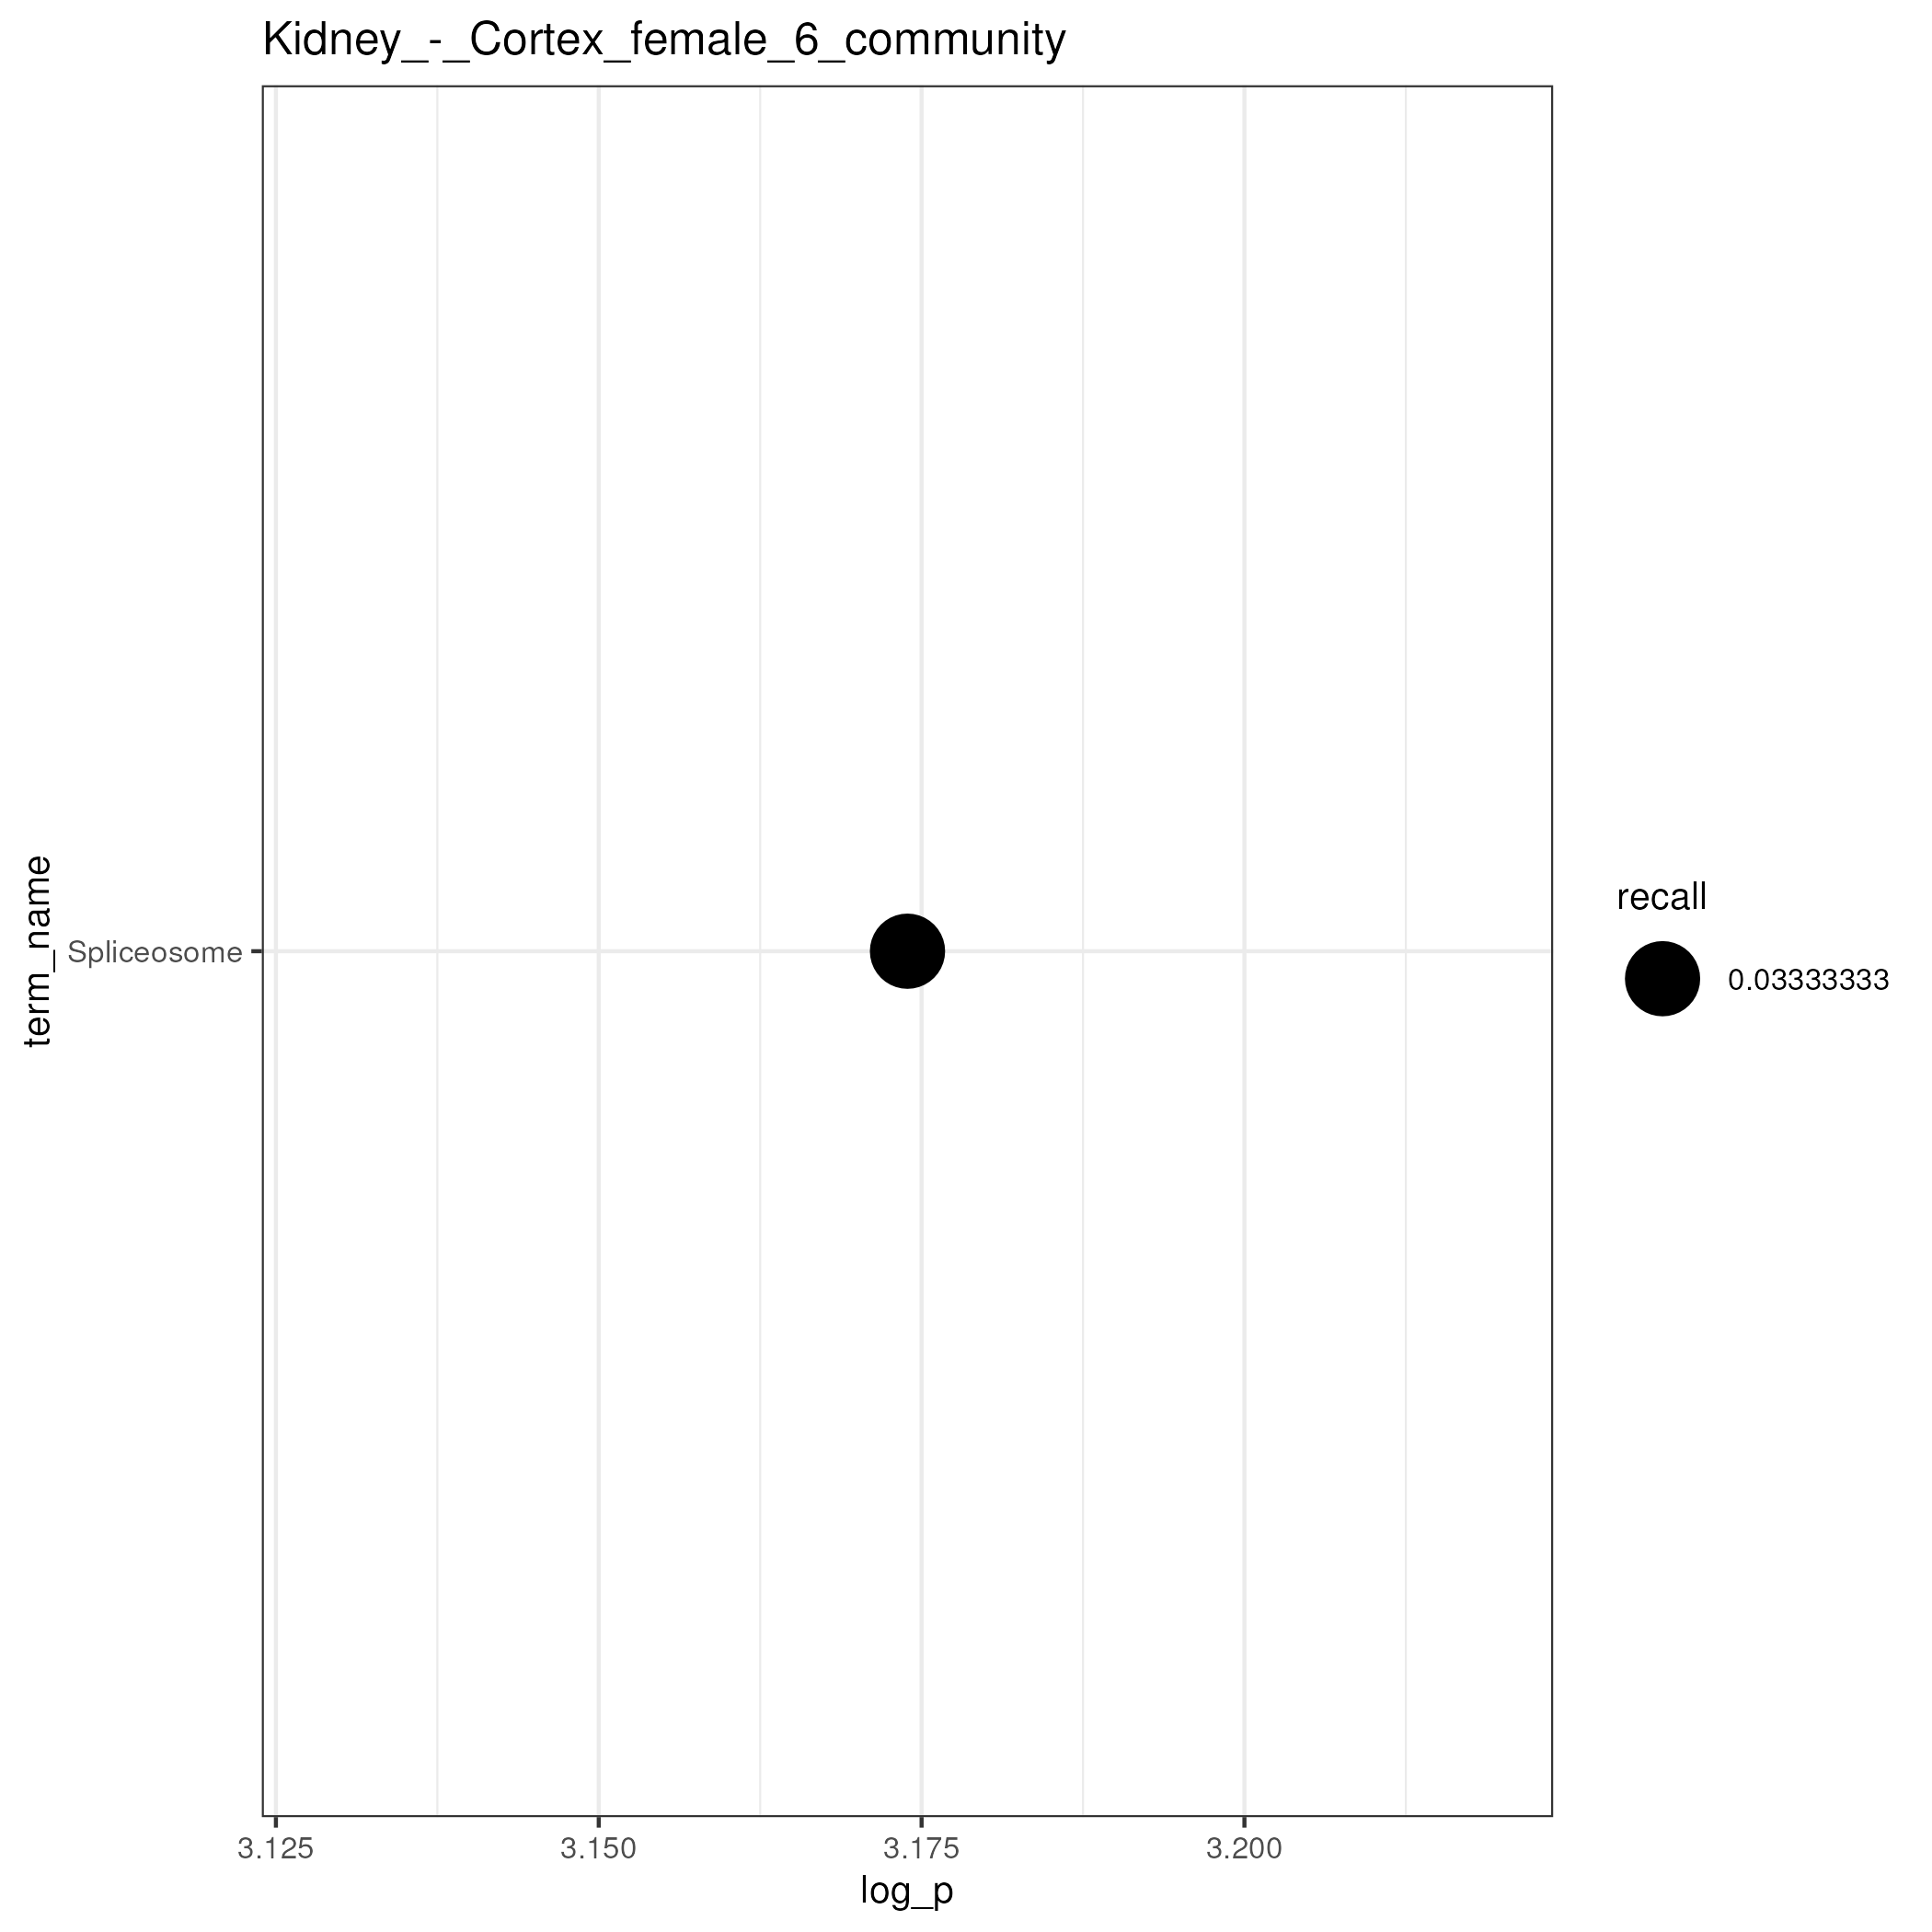 Kidney_-_Cortex_female_6_community
term_name
Spliceosome
recall
0.03333333
3.125 3.150 3.175 3.200
log_p